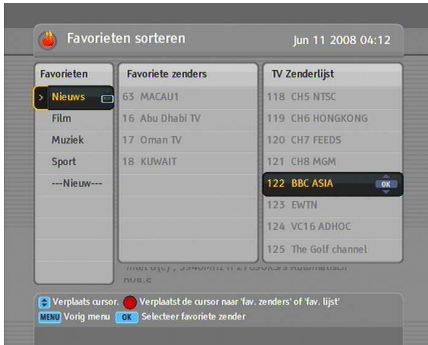 Favorieten sorteren
Jun 11 2008 04:12
Favorieten
Favoriete zenders
TV Zenderlijst
> Nieuws
63 MACAU1
118 CH5 NTSC
Film
16 Abu Dhabi TV
119 CH6 HONGKONG
Muziek
17 Oman TV
120 CH7 FEEDS
Sport
18 KUWAIT
121 CH8 MGM
---Nieuw---
122 BBC ASIA OK
123 EWTN
124 VC16 ADHOC
125 The Golf channel
Verplaats cursor. Verplaatst de cursor naar 'fav. zenders' of 'fav. lijst'
MENU Vorig menu OK Selecteer favoriete zender